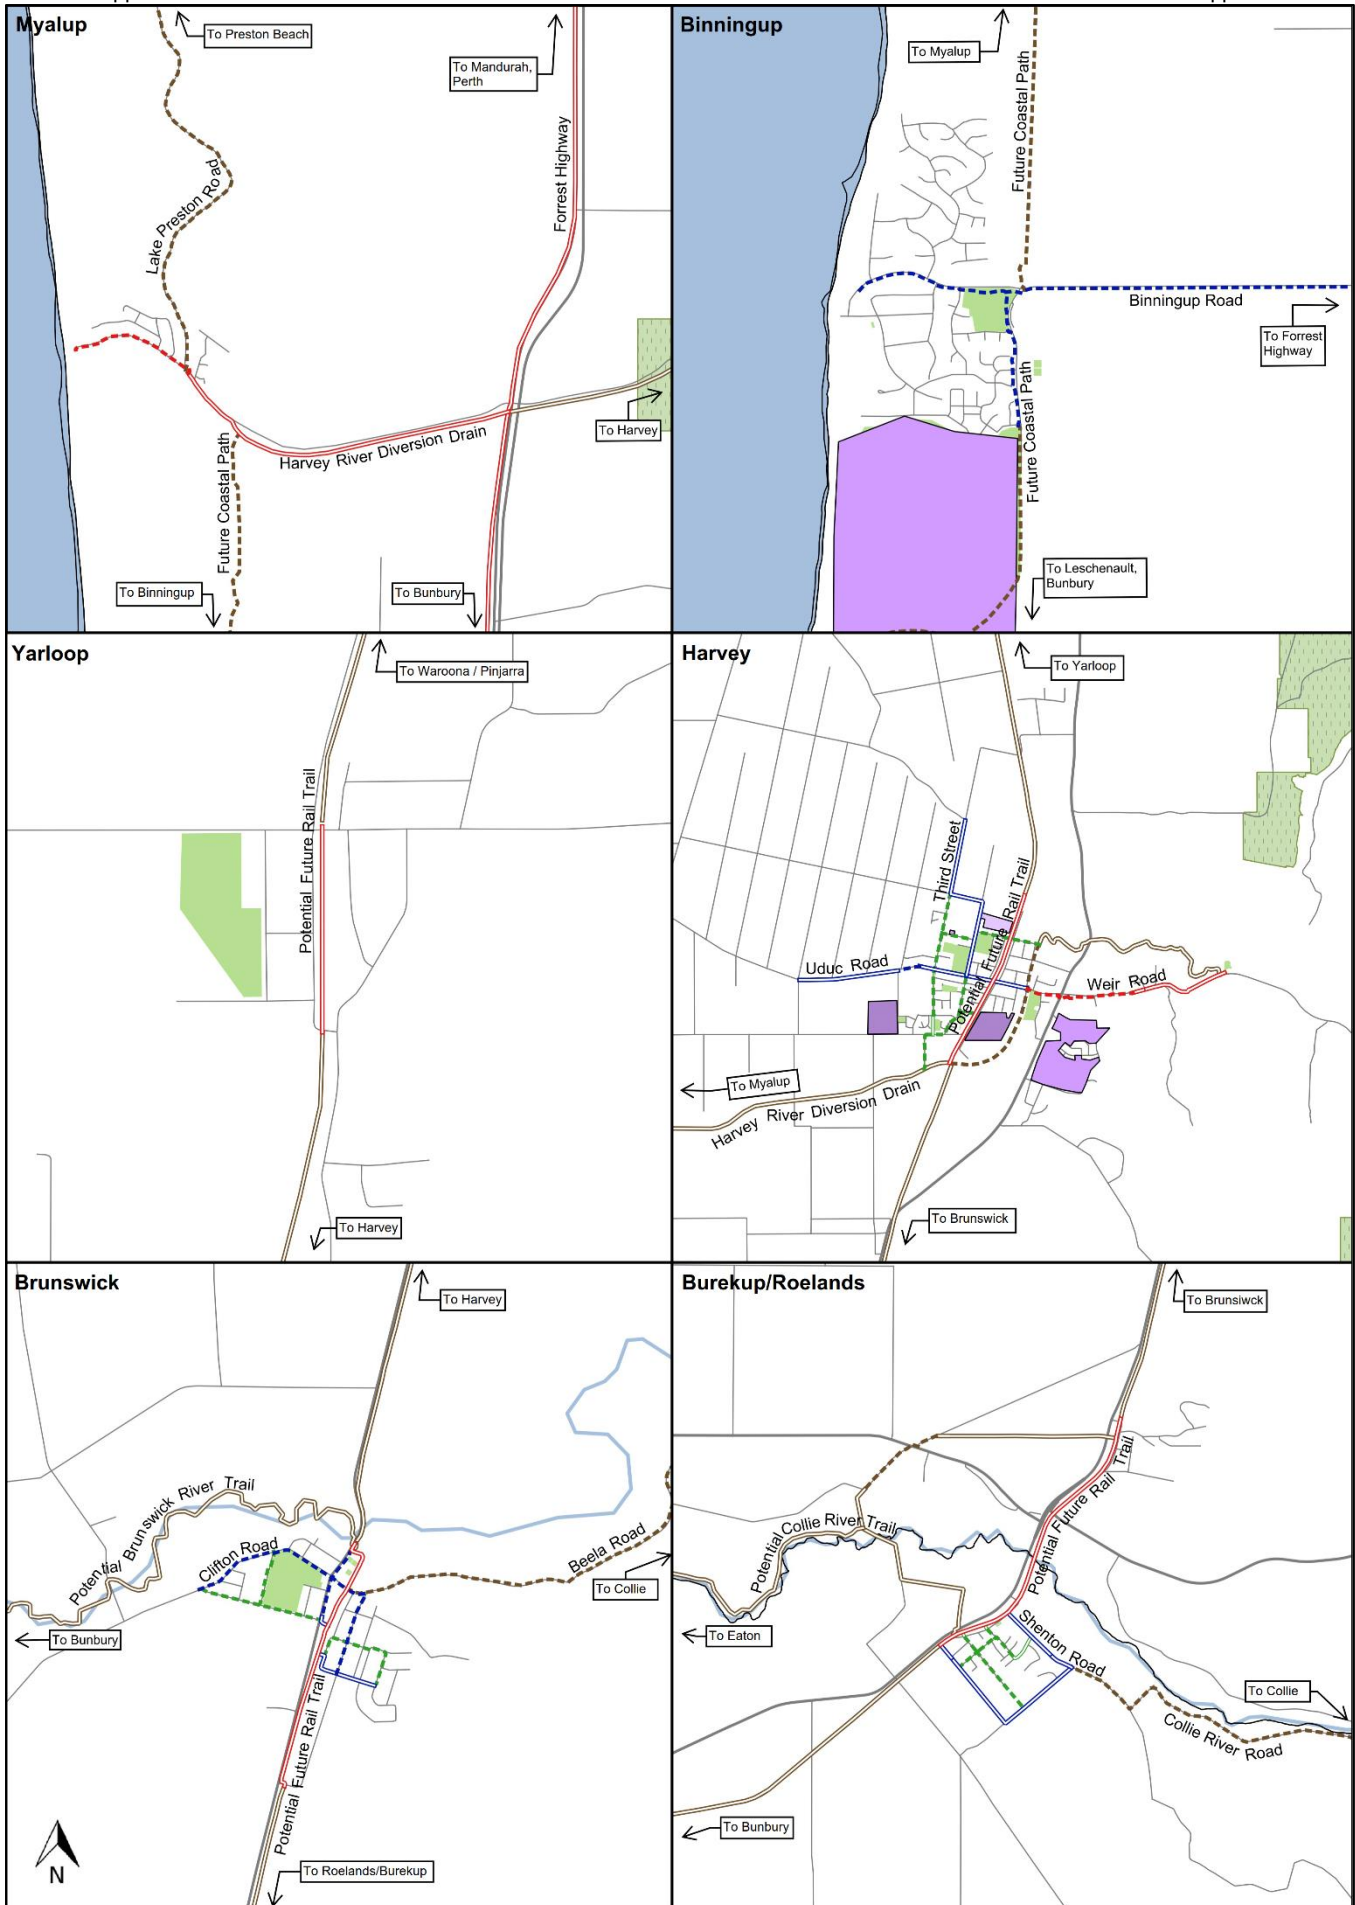 Myalup
To Preston Beach
To Mandurah,
Perth
Forrest Highway
Lake Preston Road
Harvey River Diversion Drain
To Harvey
Future Coastal Path
To Binningup
To Bunbury
Binningup
To Myalup
Future Coastal Path
Binningup Road
To Forrest
Highway
Future Coastal Path
To Leschenault,
Bunbury
Yarloop
To Waroona / Pinjarra
Potential Future Rail Trail
To Harvey
Harvey
To Yarloop
Third Street
Potential Future Rail Trail
Uduc Road
Weir Road
To Myalup
Harvey River Diversion Drain
To Brunswick
Brunswick
To Harvey
Potential Brunswick River Trail
Clifton Road
Beela Road
To Collie
To Bunbury
Potential Future Rail Trail
N
To Roelands/Burekup
Burekup/Roelands
To Brunsiwck
Potential Future Rail Trail
Potential Collie River Trail
To Eaton
Shenton Road
To Collie
Collie River Road
To Bunbury